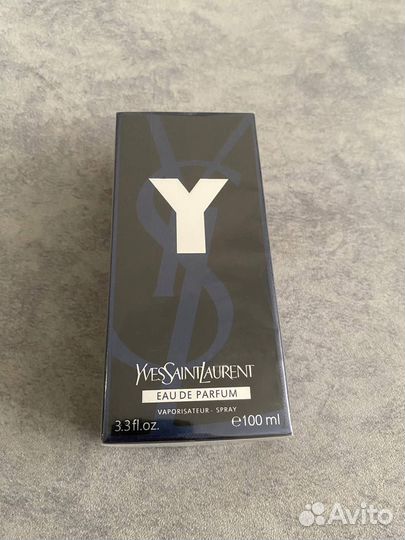 Y
YVESSAINTLAURENT
EAU DE PARFUM
VAPORISATEUR - SPRAY
3.3 fl.oz. ℮100 ml
Avito